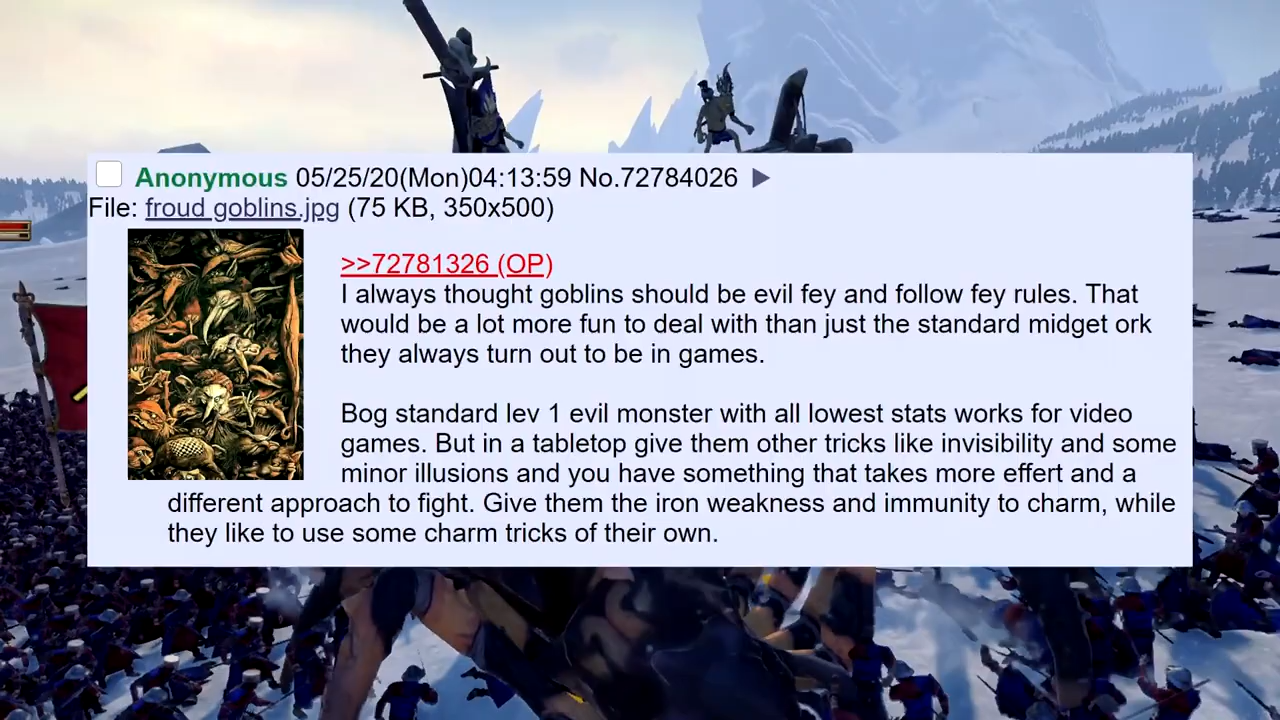 Anonymous 05/25/20(Mon)04:13:59 No.72784026 ▶
File: froud goblins.jpg (75 KB, 350x500)
>>72781326 (OP)
I always thought goblins should be evil fey and follow fey rules. That
would be a lot more fun to deal with than just the standard midget ork
they always turn out to be in games.
Bog standard lev 1 evil monster with all lowest stats works for video
games. But in a tabletop give them other tricks like invisibility and some
minor illusions and you have something that takes more effert and a
different approach to fight. Give them the iron weakness and immunity to charm, while
they like to use some charm tricks of their own.